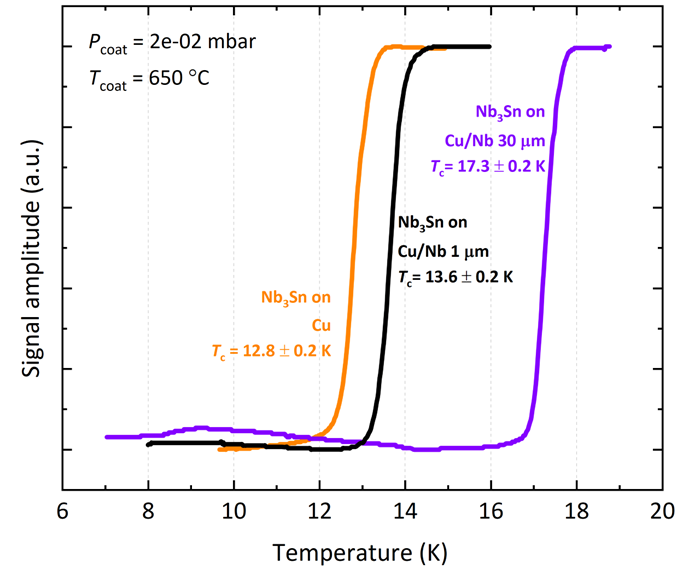 P_coat = 2e-02 mbar
T_coat = 650 °C
Nb₃Sn on
Cu/Nb 30 μm
T_c= 17.3 ± 0.2 K
Nb₃Sn on
Cu/Nb 1 μm
T_c= 13.6 ± 0.2 K
Nb₃Sn on
Cu
T_c = 12.8 ± 0.2 K
Signal amplitude (a.u.)
6 8 10 12 14 16 18 20
Temperature (K)